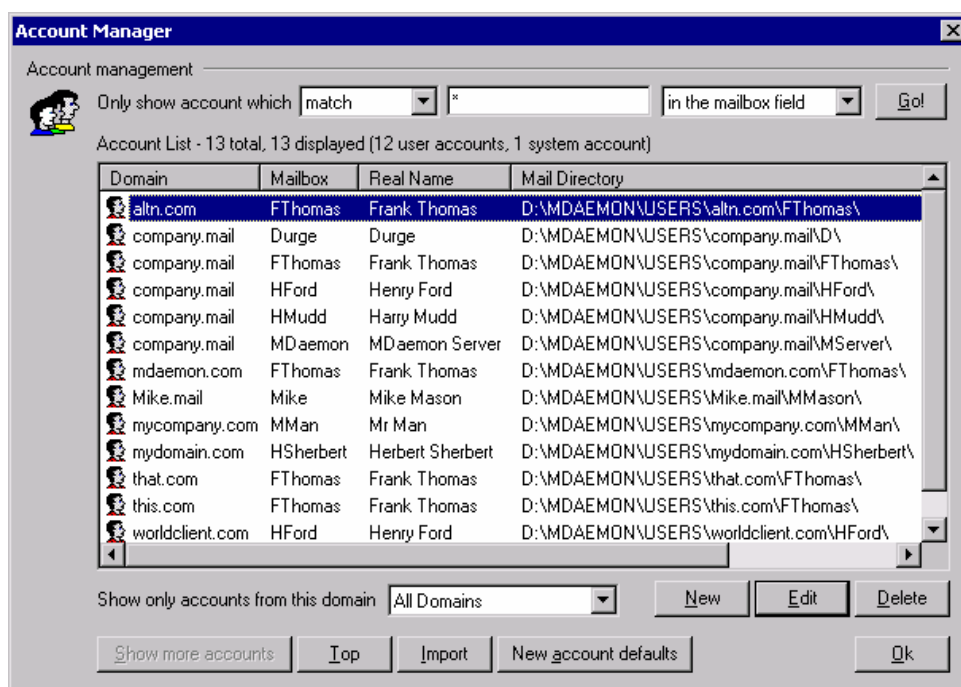 Account Manager
Account management
Only show account which match * in the mailbox field Go!
Account List - 13 total, 13 displayed (12 user accounts, 1 system account)
Domain Mailbox Real Name Mail Directory
altn.com FThomas Frank Thomas D:\MDAEMON\USERS\altn.com\FThomas\
company.mail Durge Durge D:\MDAEMON\USERS\company.mail\D\
company.mail FThomas Frank Thomas D:\MDAEMON\USERS\company.mail\FThomas\
company.mail HFord Henry Ford D:\MDAEMON\USERS\company.mail\HFord\
company.mail HMudd Harry Mudd D:\MDAEMON\USERS\company.mail\HMudd\
company.mail MDaemon MDaemon Server D:\MDAEMON\USERS\company.mail\MServer\
mdaemon.com FThomas Frank Thomas D:\MDAEMON\USERS\mdaemon.com\FThomas\
Mike.mail Mike Mike Mason D:\MDAEMON\USERS\Mike.mail\MMason\
mycompany.com MMan Mr Man D:\MDAEMON\USERS\mycompany.com\MMan\
mydomain.com HSherbert Herbert Sherbert D:\MDAEMON\USERS\mydomain.com\HSherbert\
that.com FThomas Frank Thomas D:\MDAEMON\USERS\that.com\FThomas\
this.com FThomas Frank Thomas D:\MDAEMON\USERS\this.com\FThomas\
worldclient.com HFord Henry Ford D:\MDAEMON\USERS\worldclient.com\HFord\
Show only accounts from this domain All Domains New Edit Delete
Show more accounts Top Import New account defaults Ok